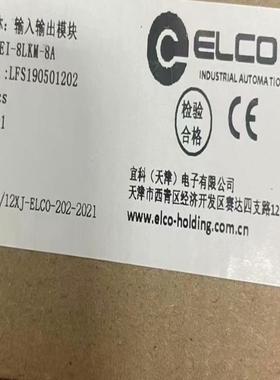 称: 输入输出模块
EI-8LKM-8A
:LFS190501202
cs
1
/12XJ-ELCO-202-2021
ELCO
INDUSTRIAL AUTOMATI
检验
合格
宜科（天津）电子有限公司
天津市西青区经济开发区赛达四支路12
www.elco-holding.com.cn